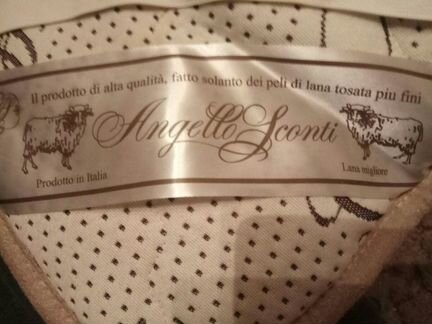 Il prodotto di alta qualità, fatto solanto dei peli di lana tosata piu fini
Angello Sconti
Prodotto in Italia
Lana migliore